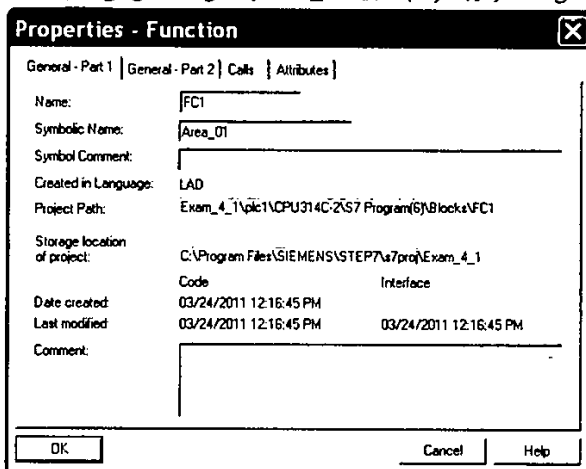 Properties - Function
General - Part 1 General - Part 2 Calls Attributes
Name: FC1
Symbolic Name: Area_01
Symbol Comment:
Created in Language: LAD
Project Path: Exam_4_1\plc1\CPU314C-2\S7 Program(6)\Blocks\FC1
Storage location
of project: C:\Program Files\SIEMENS\STEP7\s7proj\Exam_4_1
Code Interface
Date created: 03/24/2011 12:16:45 PM
Last modified: 03/24/2011 12:16:45 PM 03/24/2011 12:16:45 PM
Comment:
OK Cancel Help